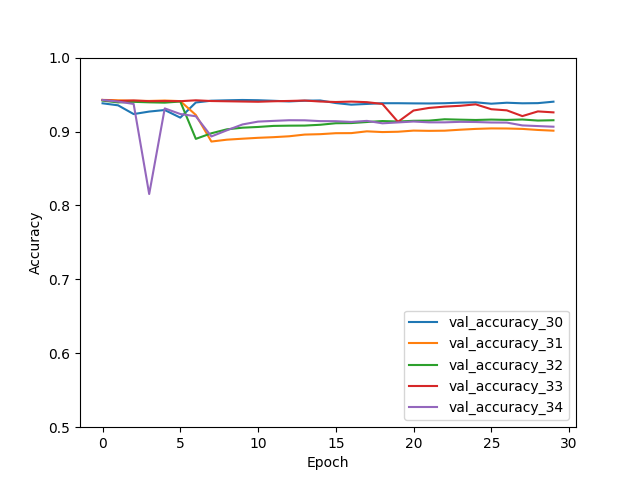 1.0
0.9
0.8
0.7
0.6
0.5
Accuracy
0 5 10 15 20 25 30
Epoch
val_accuracy_30
val_accuracy_31
val_accuracy_32
val_accuracy_33
val_accuracy_34